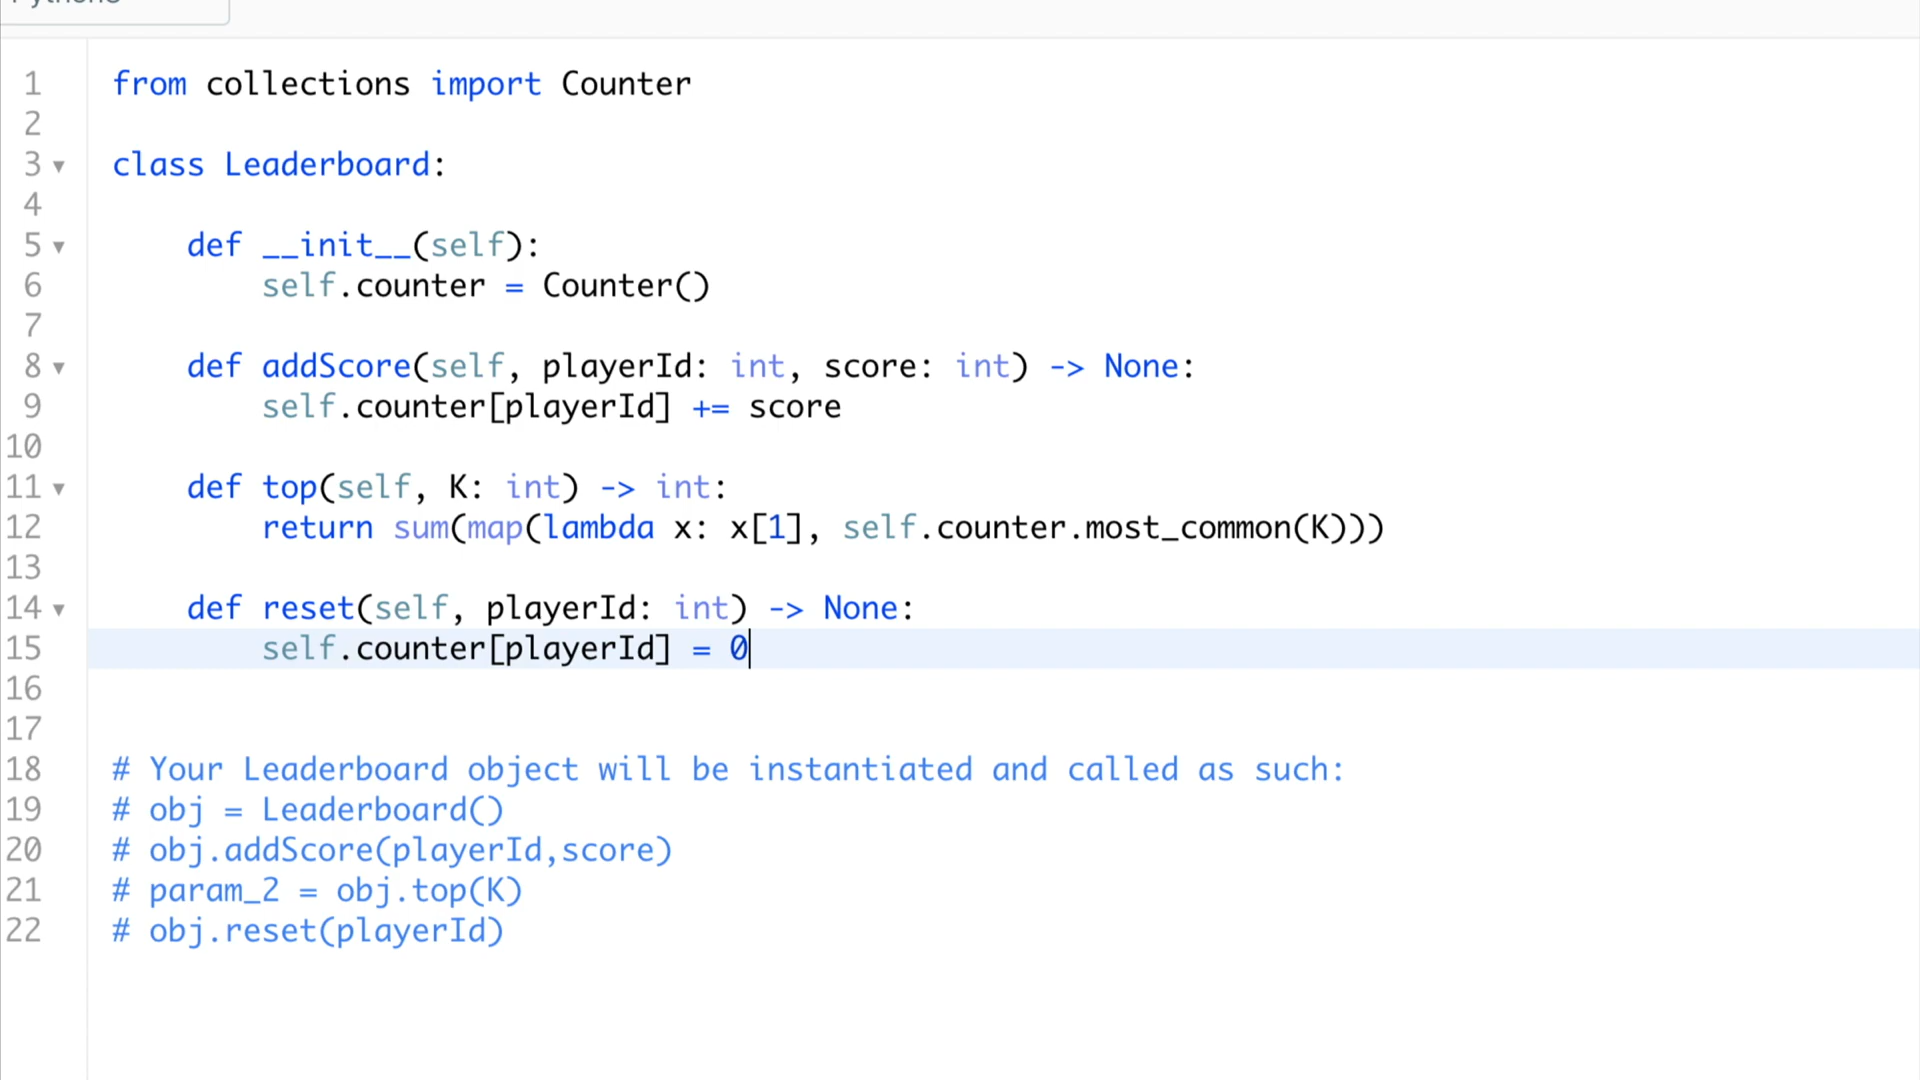 1 from collections import Counter
2
3 class Leaderboard:
4
5 def __init__(self):
6 self.counter = Counter()
7
8 def addScore(self, playerId: int, score: int) -> None:
9 self.counter[playerId] += score
10
11 def top(self, K: int) -> int:
12 return sum(map(lambda x: x[1], self.counter.most_common(K)))
13
14 def reset(self, playerId: int) -> None:
15 self.counter[playerId] = 0
16
17
18 # Your Leaderboard object will be instantiated and called as such:
19 # obj = Leaderboard()
20 # obj.addScore(playerId,score)
21 # param_2 = obj.top(K)
22 # obj.reset(playerId)